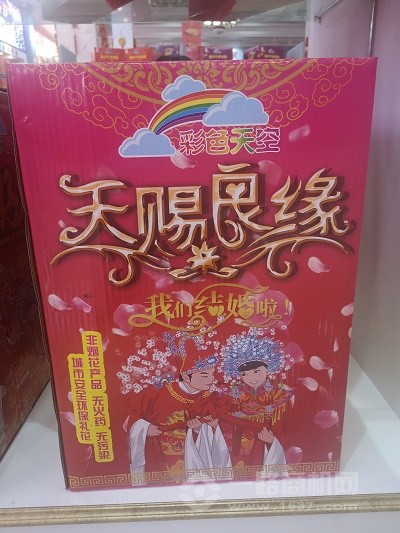 彩色天空
天赐良缘
我们结婚啦!
非烟花产品 无火药 无污染
城市安全环保礼花